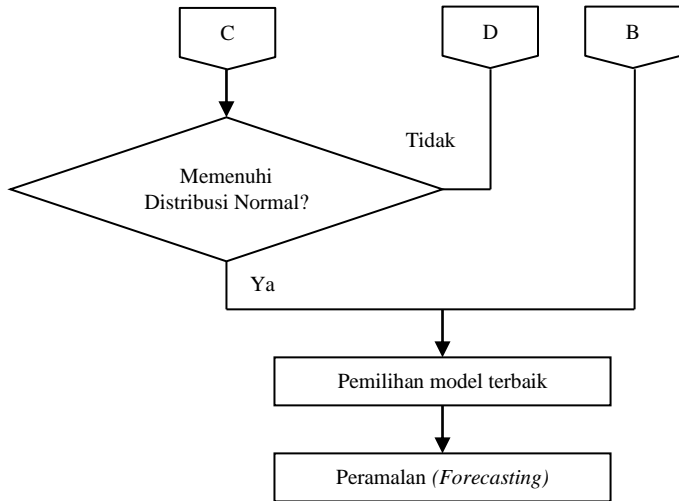 C
D
B
Tidak
Memenuhi
Distribusi Normal?
Ya
Pemilihan model terbaik
Peramalan (Forecasting)